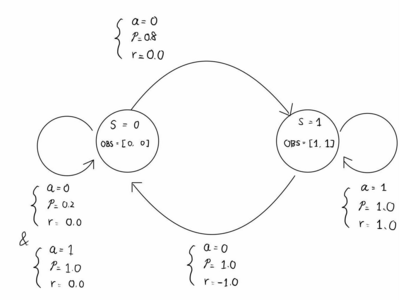 a = 0
P = 0.8
r = 0.0
S = 0
OBS = [0, 0]
S = 1
OBS = [1, 1]
a = 0
P = 0.2
r = 0.0
&
a = 1
P = 1.0
r = 0.0
a = 0
P = 1.0
r = -1.0
a = 1
P = 1.0
r = 1.0